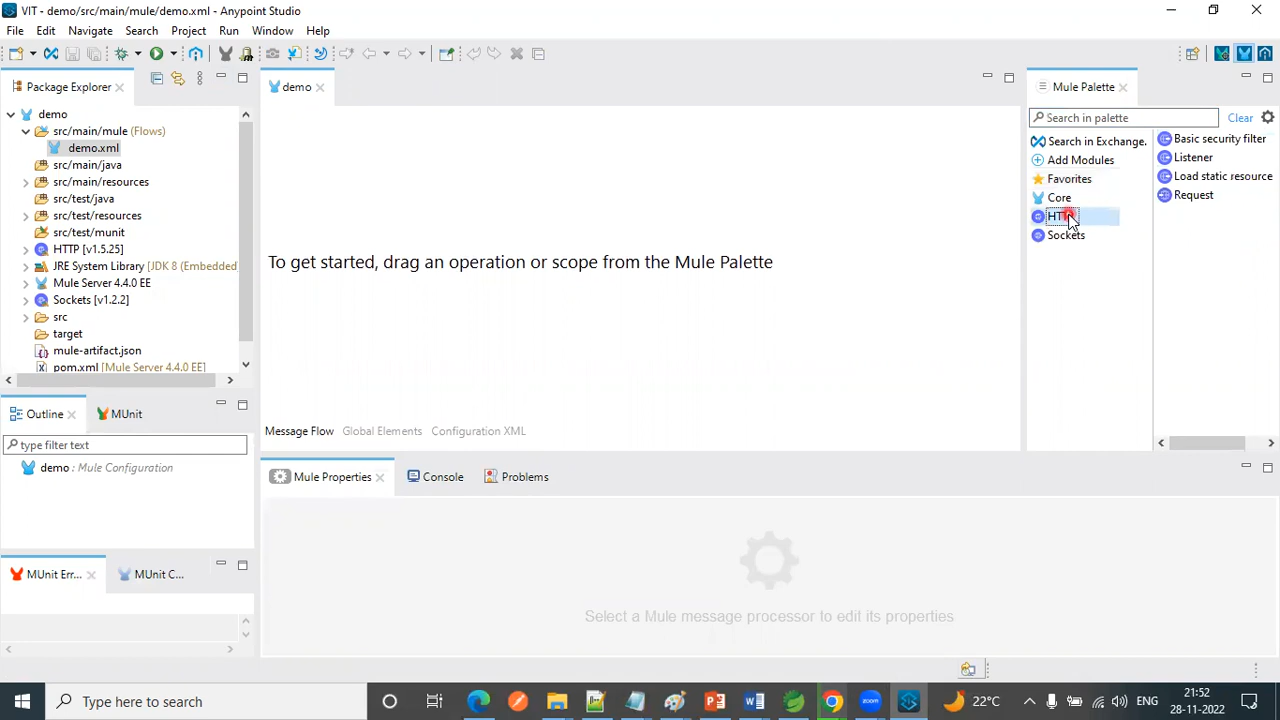 VIT - demo/src/main/mule/demo.xml - Anypoint Studio
File Edit Navigate Search Project Run Window Help
Package Explorer
demo
src/main/mule (Flows)
demo.xml
src/main/java
src/main/resources
src/test/java
src/test/resources
src/test/munit
HTTP [v1.5.25]
JRE System Library [JDK 8 (Embedded)
Mule Server 4.4.0 EE
Sockets [v1.2.2]
src
target
mule-artifact.json
pom.xml [Mule Server 4.4.0 EE]
Outline
MUnit
type filter text
demo : Mule Configuration
MUnit Err...
MUnit C...
demo
To get started, drag an operation or scope from the Mule Palette
Message Flow Global Elements Configuration XML
Mule Properties
Console
Problems
Select a Mule message processor to edit its properties
Mule Palette
Search in palette
Clear
Search in Exchange.
Add Modules
Favorites
Core
Sockets
Basic security filter
Listener
Load static resource
Request
Type here to search
zoom
22°C
ENG
21:52
28-11-2022